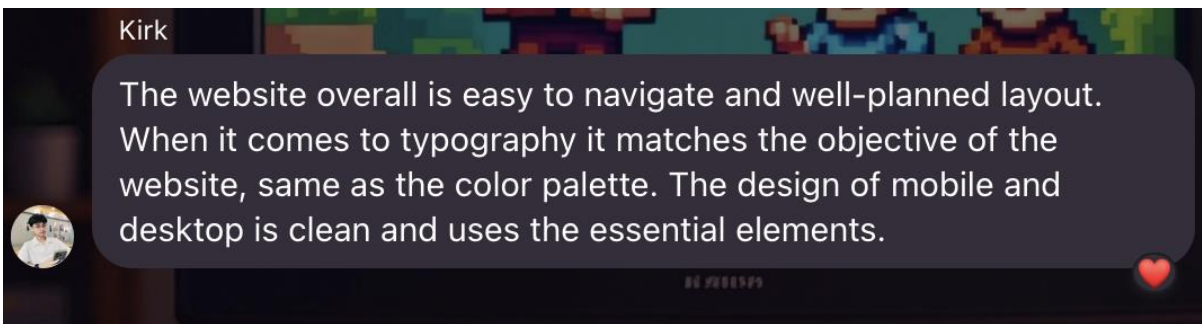 Kirk
The website overall is easy to navigate and well-planned layout.
When it comes to typography it matches the objective of the
website, same as the color palette. The design of mobile and
desktop is clean and uses the essential elements.